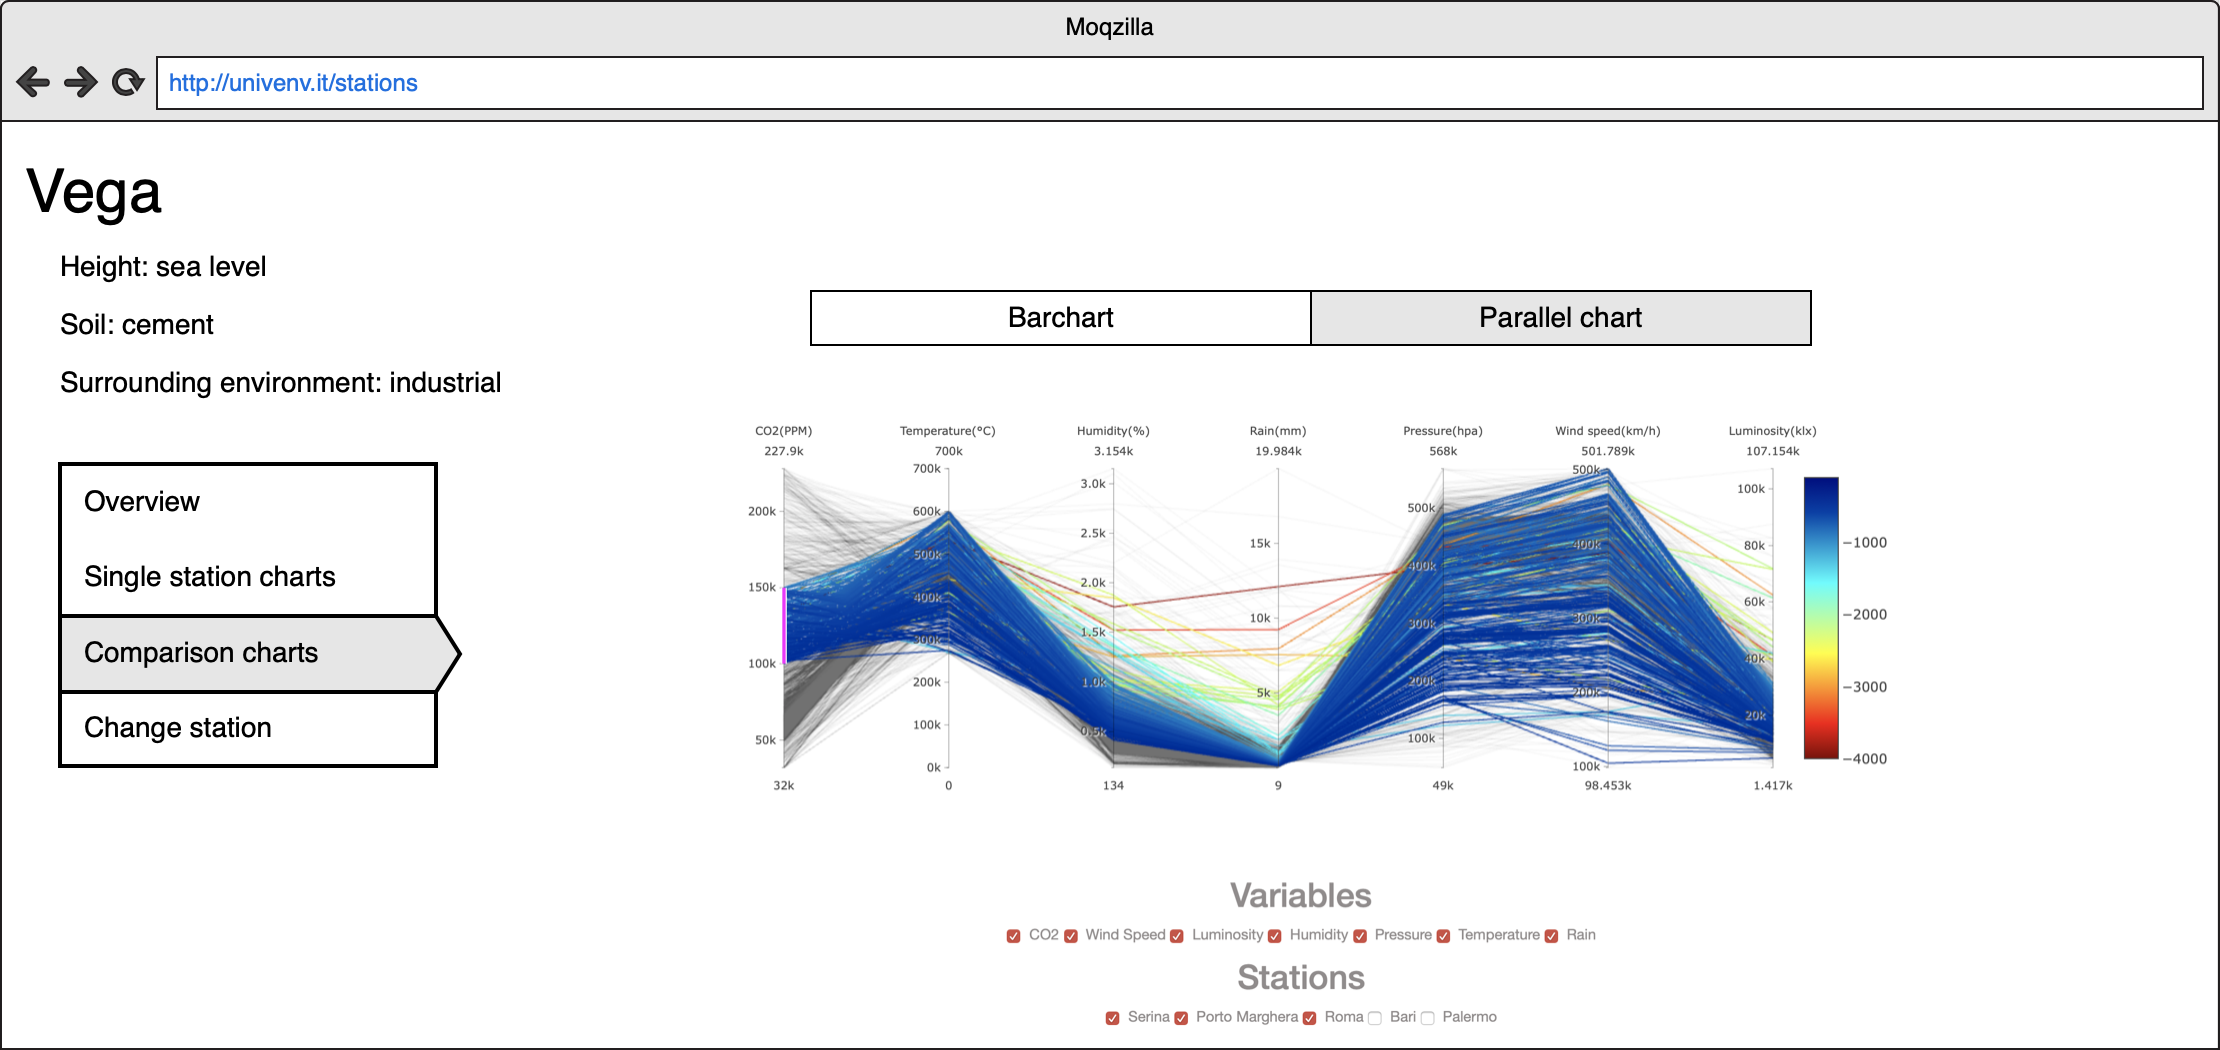 Moqzilla
http://univenv.it/stations
Vega
Height: sea level
Soil: cement
Surrounding environment: industrial
Overview
Single station charts
Comparison charts
Change station
Barchart Parallel chart
CO2(PPM) Temperature(°C) Humidity(%) Rain(mm) Pressure(hpa) Wind speed(km/h) Luminosity(klx)
227.9k 700k 3.154k 19.984k 568k 501.789k 107.154k
200k
150k
100k
50k
32k
700k
600k
500k
400k
300k
200k
100k
0k
0
3.0k
2.5k
2.0k
1.5k
1.0k
0.5k
134
15k
10k
5k
9
500k
400k
300k
200k
100k
49k
500k
400k
300k
200k
100k
98.453k
100k
80k
60k
40k
20k
1.417k
−1000
−2000
−3000
−4000
Variables
CO2 Wind Speed Luminosity Humidity Pressure Temperature Rain
Stations
Serina Porto Marghera Roma Bari Palermo